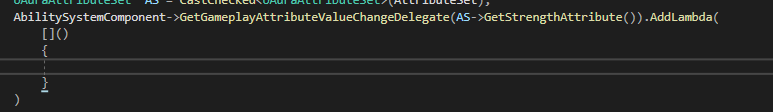 UAuraAttributeSet* AS = CastChecked<UAuraAttributeSet>(AttributeSet);
AbilitySystemComponent->GetGameplayAttributeValueChangeDelegate(AS->GetStrengthAttribute()).AddLambda(
[]()
{
}
)